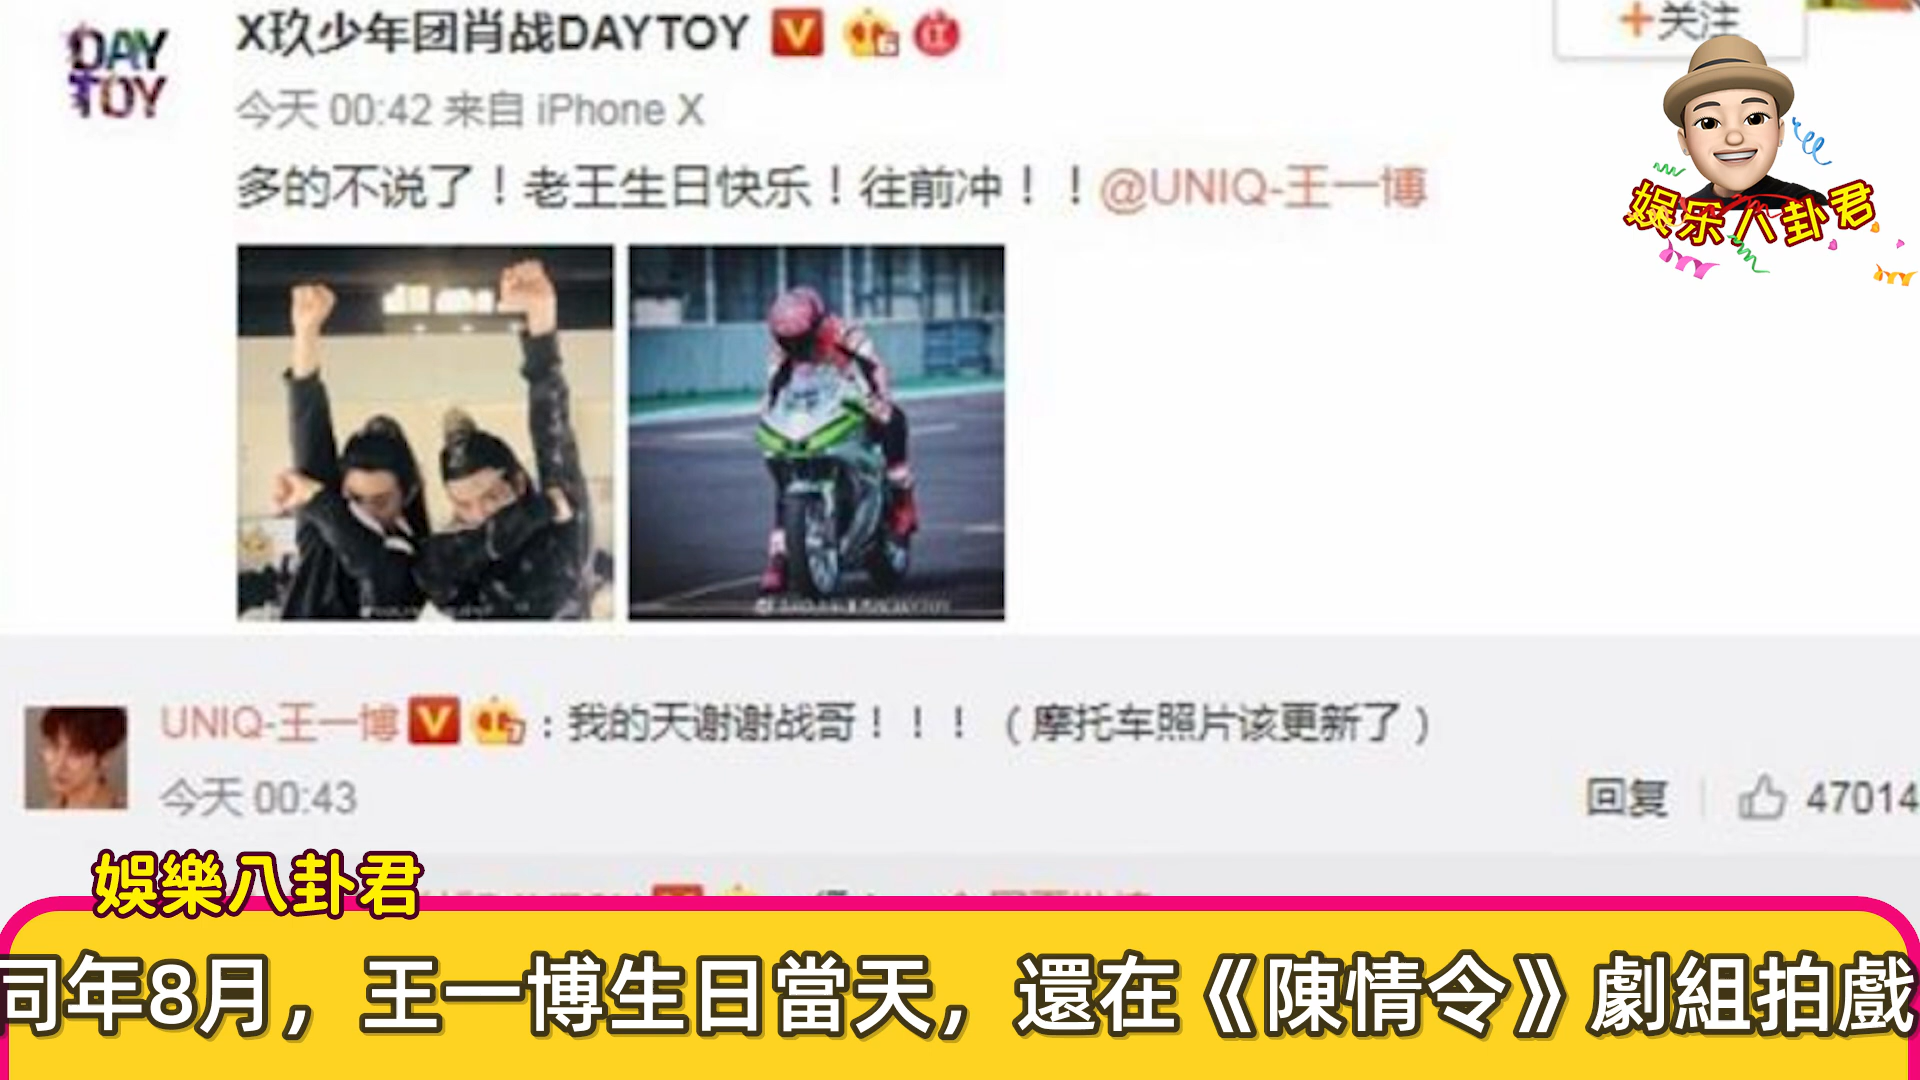 DAY TOY
X玖少年团肖战DAYTOY
+关注
今天 00:42 来自 iPhone X
多的不说了！老王生日快乐！往前冲！！@UNIQ-王一博
娱乐八卦君
UNIQ-王一博：我的天谢谢战哥！！！（摩托车照片该更新了）
今天 00:43
回复
47014
娛樂八卦君
同年8月，王一博生日當天，還在《陳情令》劇組拍戲